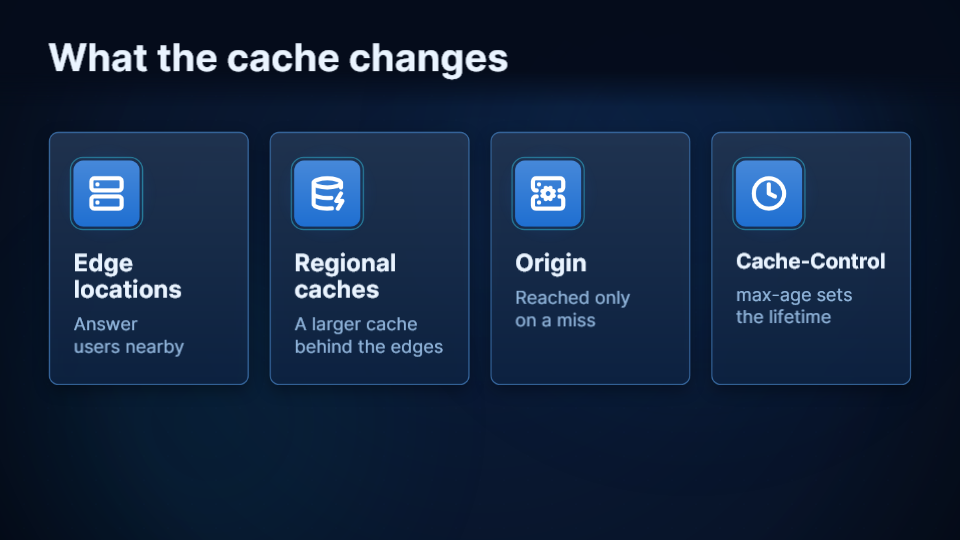 What the cache changes
Edge
locations
Answer
users nearby
Regional
caches
A larger cache
behind the edges
Origin
Reached only
on a miss
Cache-Control
max-age sets
the lifetime